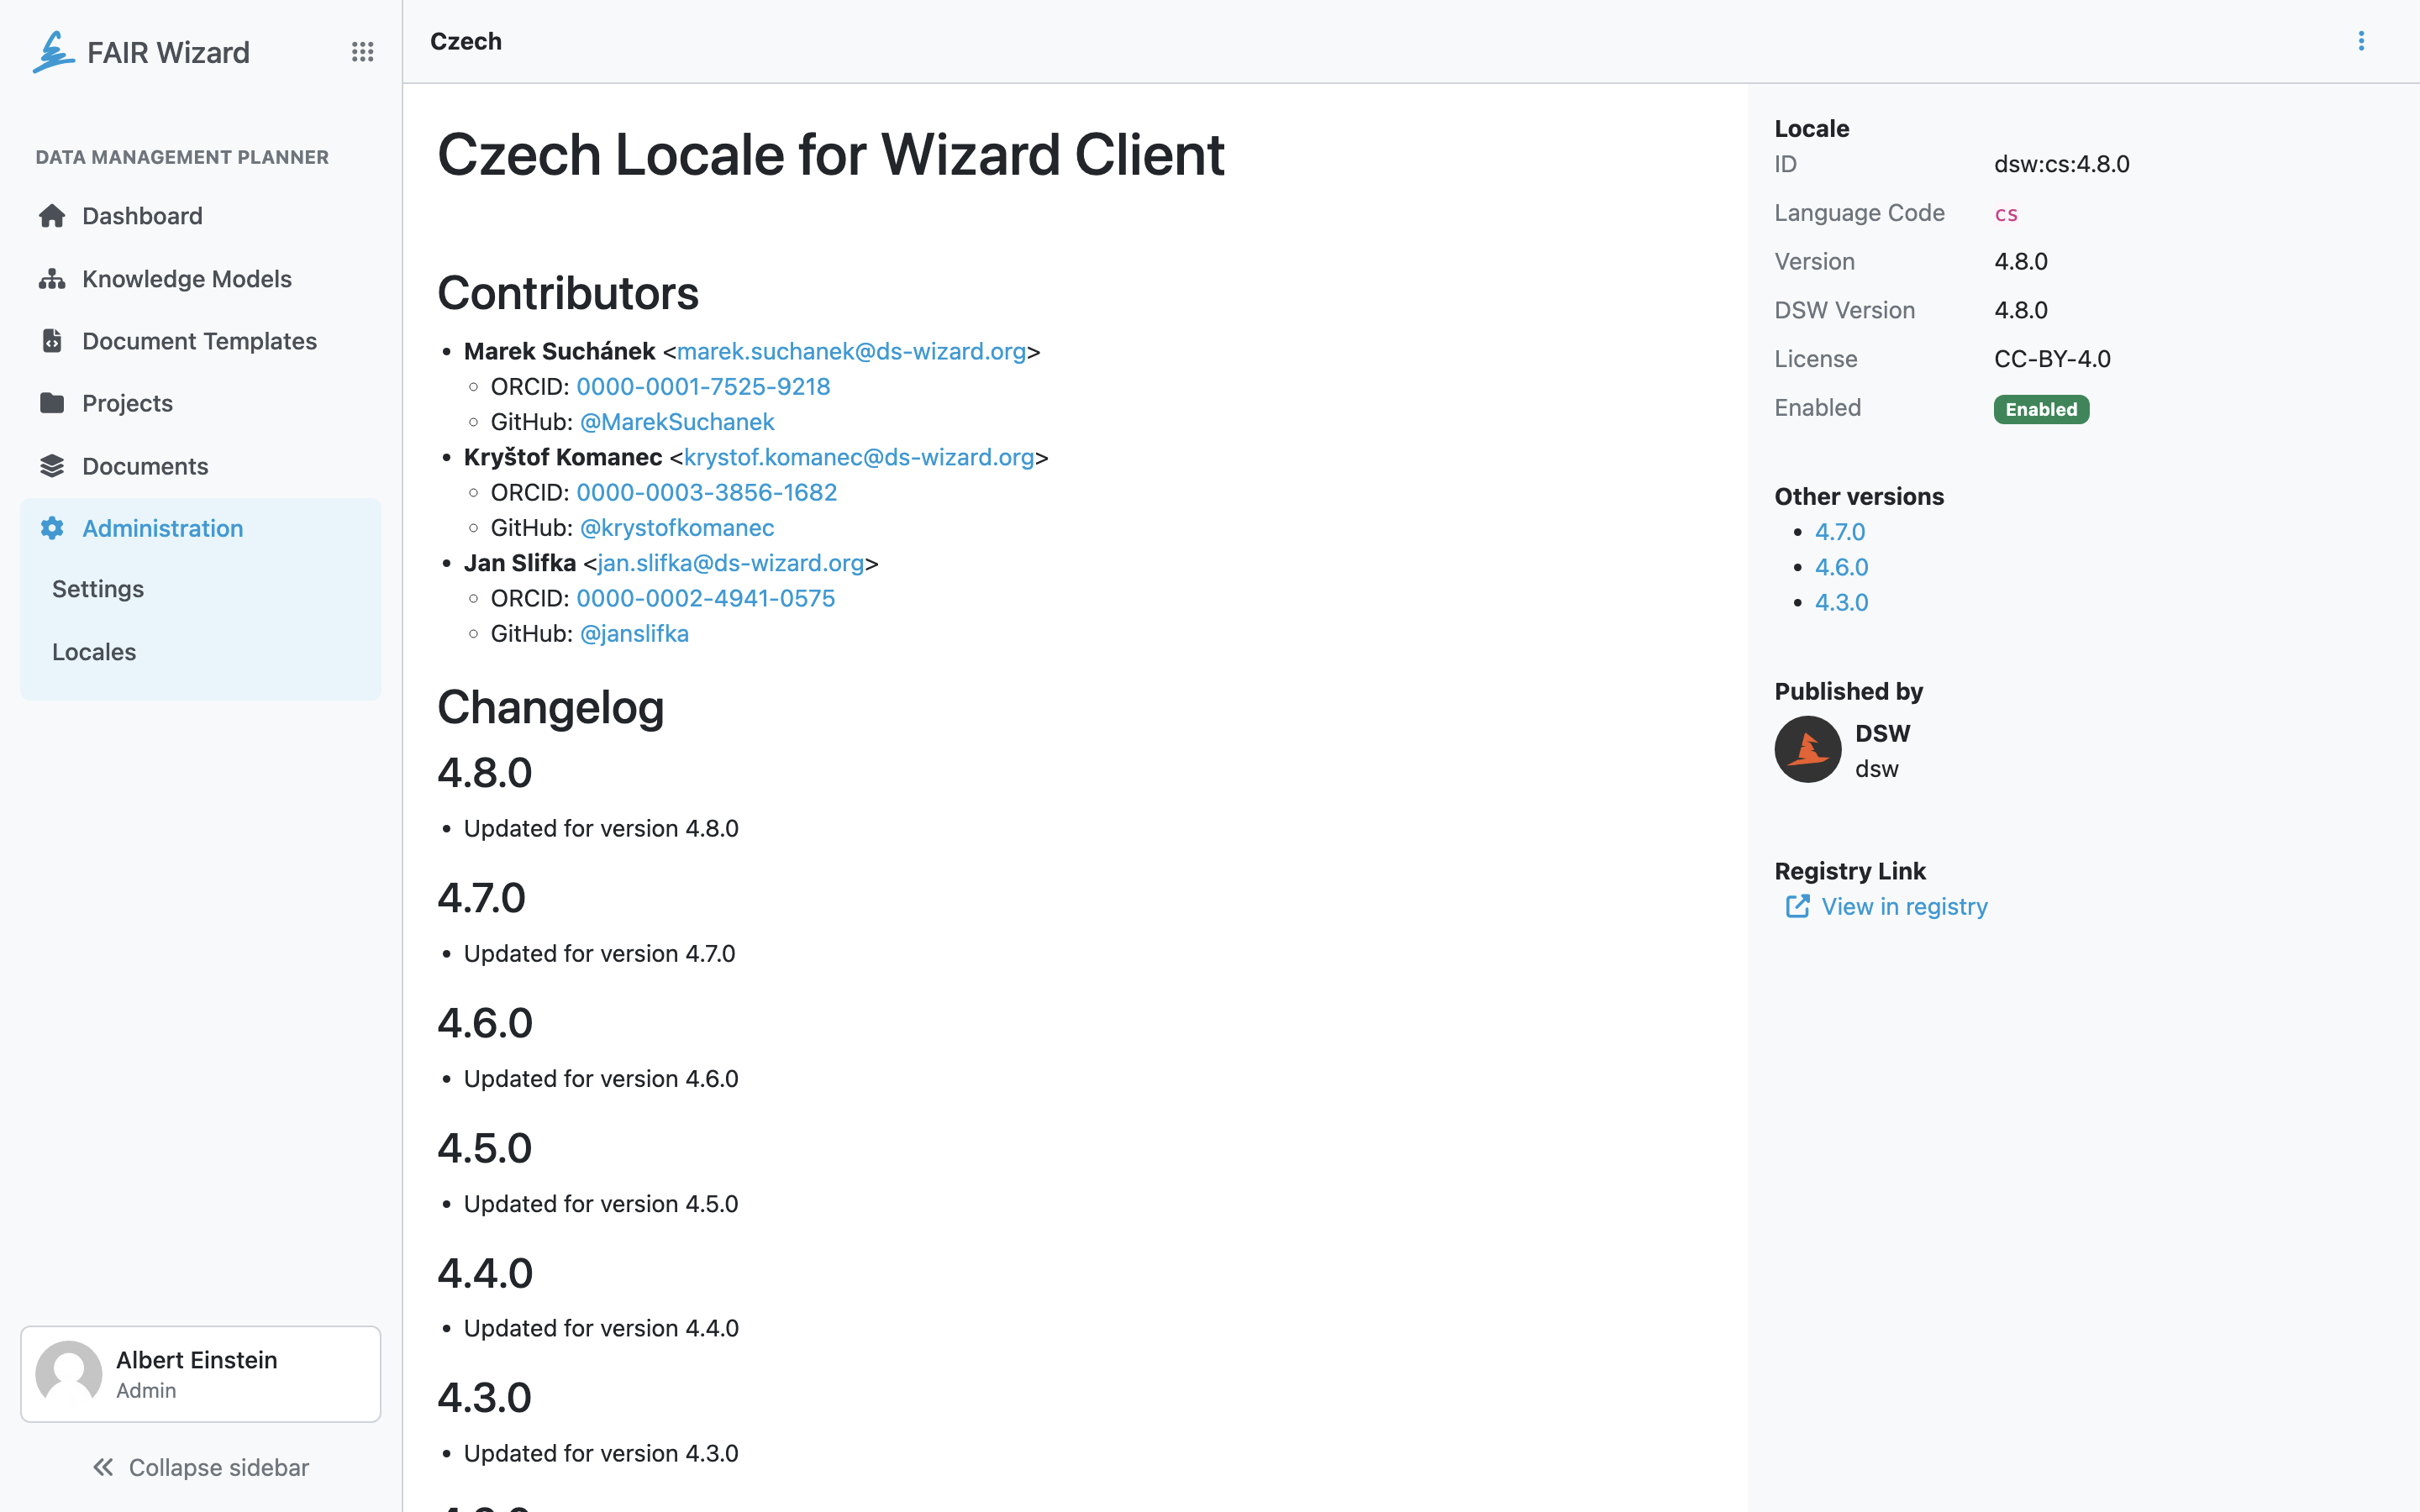 FAIR Wizard
DATA MANAGEMENT PLANNER
Dashboard
Knowledge Models
Document Templates
Projects
Documents
Administration
Settings
Locales
Albert Einstein
Admin
Collapse sidebar
Czech
Czech Locale for Wizard Client
Contributors
• Marek Suchánek <marek.suchanek@ds-wizard.org>
◦ ORCID: 0000-0001-7525-9218
◦ GitHub: @MarekSuchanek
• Kryštof Komanec <krystof.komanec@ds-wizard.org>
◦ ORCID: 0000-0003-3856-1682
◦ GitHub: @krystofkomanec
• Jan Slifka <jan.slifka@ds-wizard.org>
◦ ORCID: 0000-0002-4941-0575
◦ GitHub: @janslifka
Changelog
4.8.0
• Updated for version 4.8.0
4.7.0
• Updated for version 4.7.0
4.6.0
• Updated for version 4.6.0
4.5.0
• Updated for version 4.5.0
4.4.0
• Updated for version 4.4.0
4.3.0
• Updated for version 4.3.0
Locale
ID dsw:cs:4.8.0
Language Code cs
Version 4.8.0
DSW Version 4.8.0
License CC-BY-4.0
Enabled Enabled
Other versions
• 4.7.0
• 4.6.0
• 4.3.0
Published by
DSW
dsw
Registry Link
View in registry